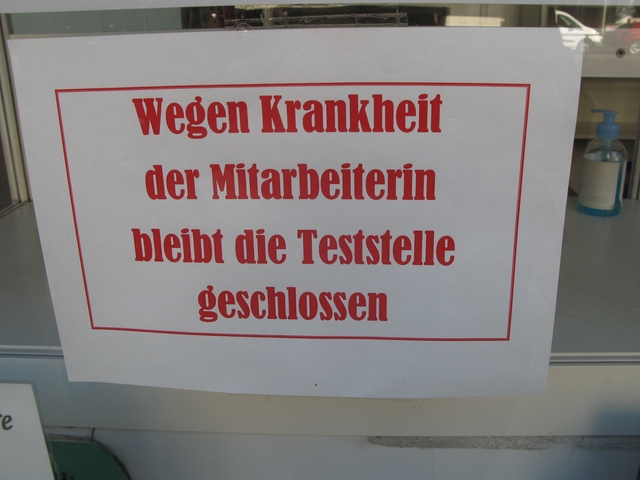 Wegen Krankheit
der Mitarbeiterin
bleibt die Teststelle
geschlossen